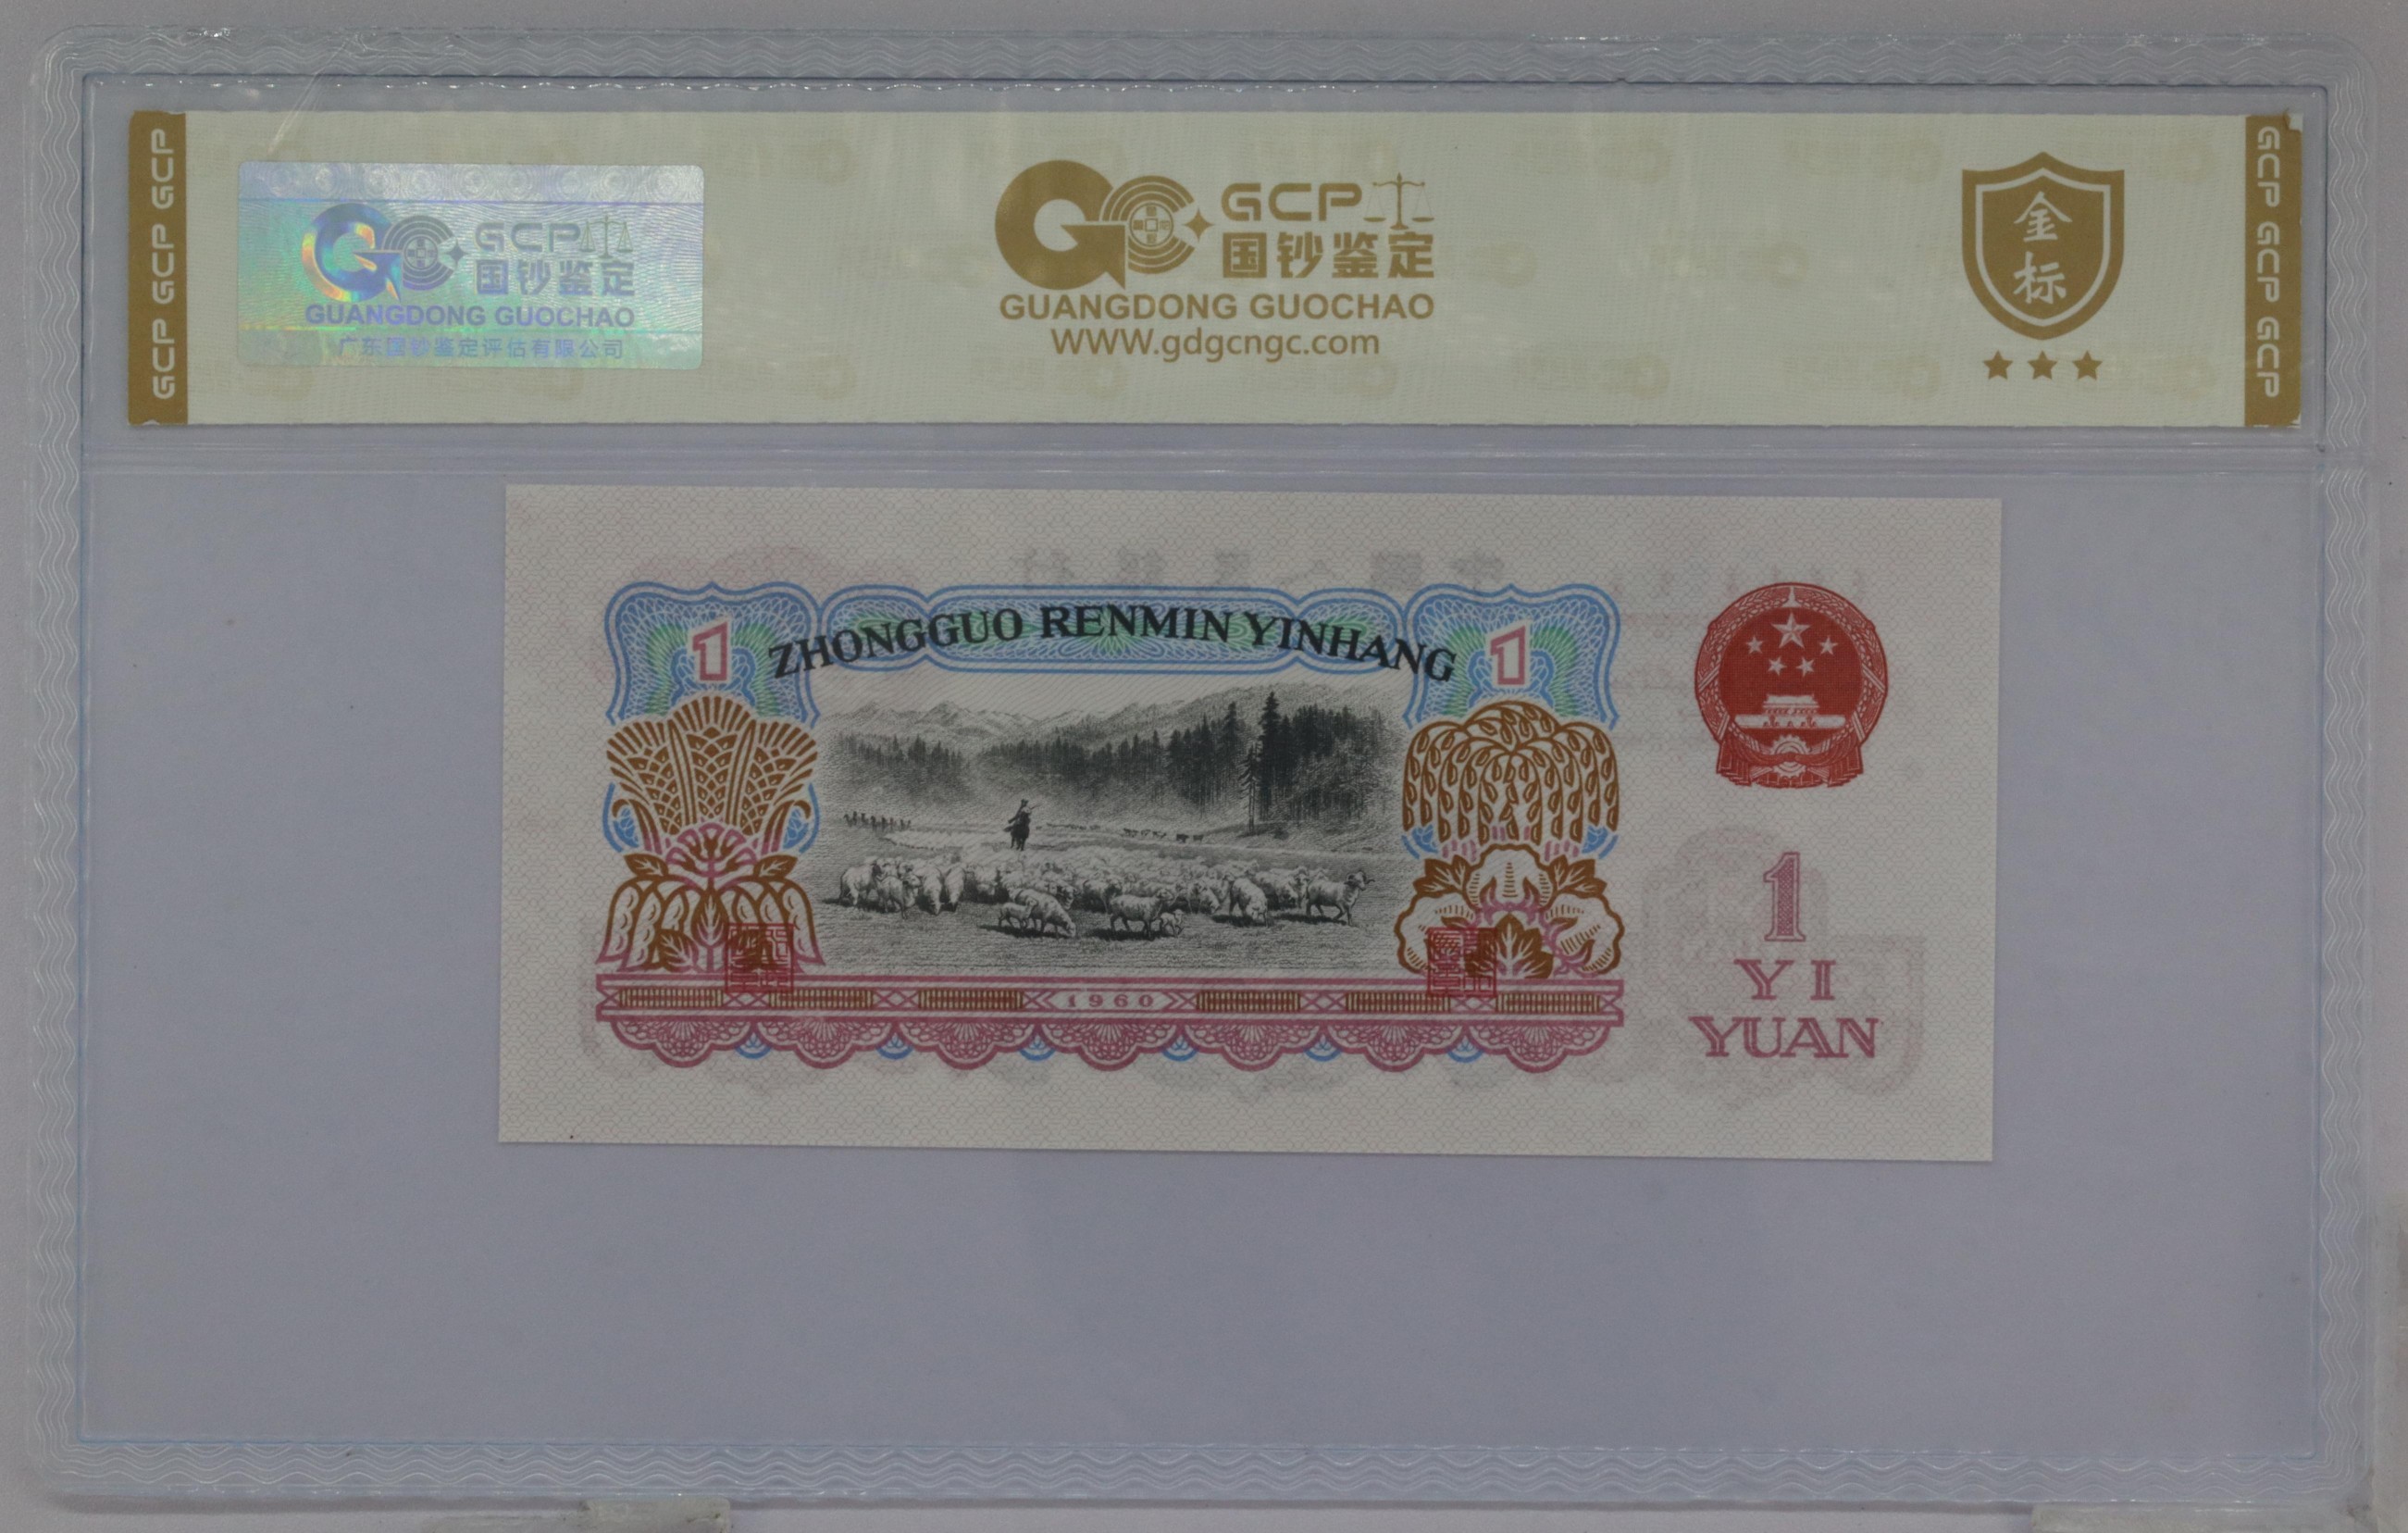 GCP GCP GCP
GCP
国钞鉴定
GUANGDONG GUOCHAO
广东国钞鉴定评估有限公司
GCP
国钞鉴定
GUANGDONG GUOCHAO
WWW.gdgcngc.com
金
标
GCP GCP GCP
1
ZHONGGUO RENMIN YINHANG
1
1960
1
YI
YUAN